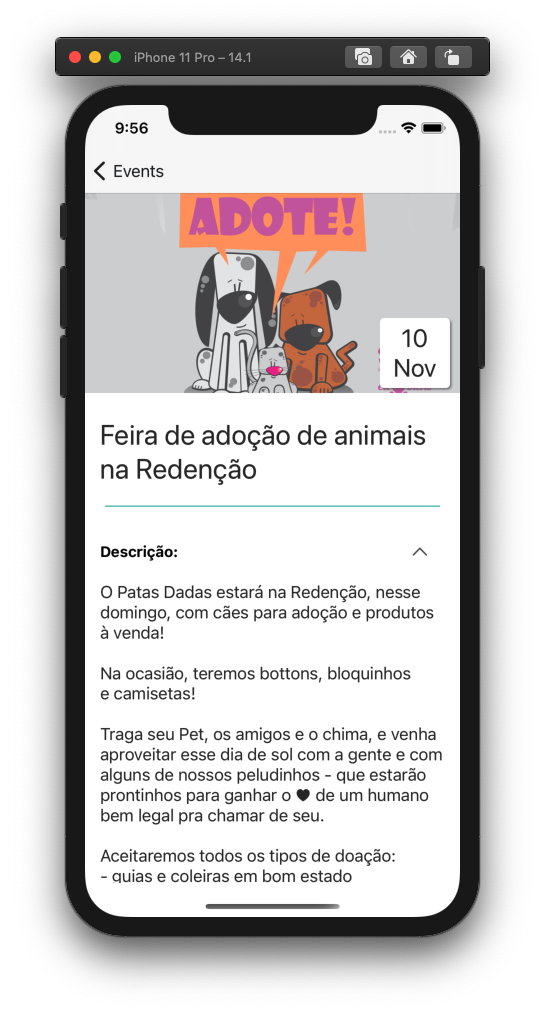 iPhone 11 Pro – 14.1
9:56
Events
ADOTE!
10
Nov
Feira de adoção de animais
na Redenção
Descrição:
O Patas Dadas estará na Redenção, nesse
domingo, com cães para adoção e produtos
à venda!
Na ocasião, teremos bottons, bloquinhos
e camisetas!
Traga seu Pet, os amigos e o chima, e venha
aproveitar esse dia de sol com a gente e com
alguns de nossos peludinhos - que estarão
prontinhos para ganhar o 🖤 de um humano
bem legal pra chamar de seu.
Aceitaremos todos os tipos de doação:
- guias e coleiras em bom estado